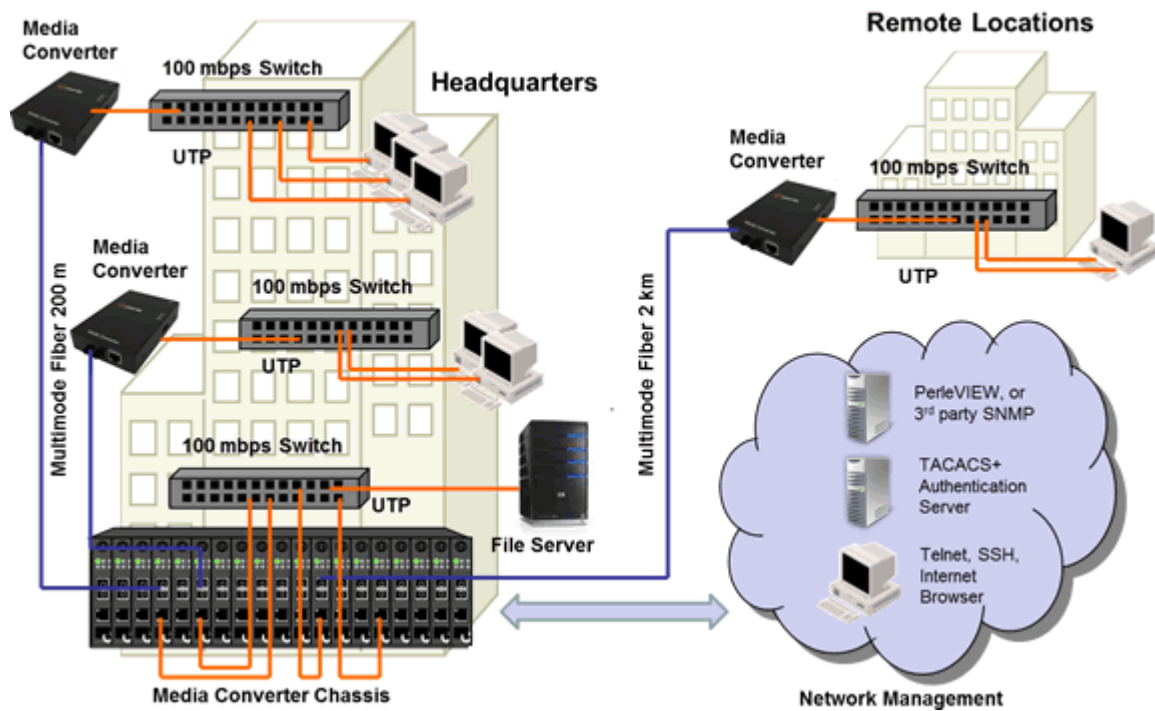 Media
Converter
100 mbps Switch
Headquarters
UTP
Media
Converter
100 mbps Switch
UTP
Multimode Fiber 200 m
100 mbps Switch
UTP
File Server
Media Converter Chassis
Remote Locations
Media
Converter
100 mbps Switch
UTP
Multimode Fiber 2 km
PerleVIEW, or
3rd party SNMP
TACACS+
Authentication
Server
Telnet, SSH,
Internet
Browser
Network Management